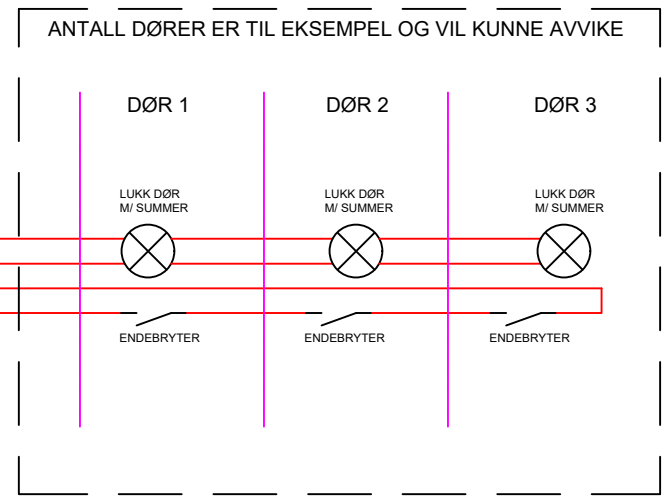 ANTALL DØRER ER TIL EKSEMPEL OG VIL KUNNE AVVIKE
DØR 1
DØR 2
DØR 3
LUKK DØR
M/ SUMMER
LUKK DØR
M/ SUMMER
LUKK DØR
M/ SUMMER
ENDEBRYTER
ENDEBRYTER
ENDEBRYTER